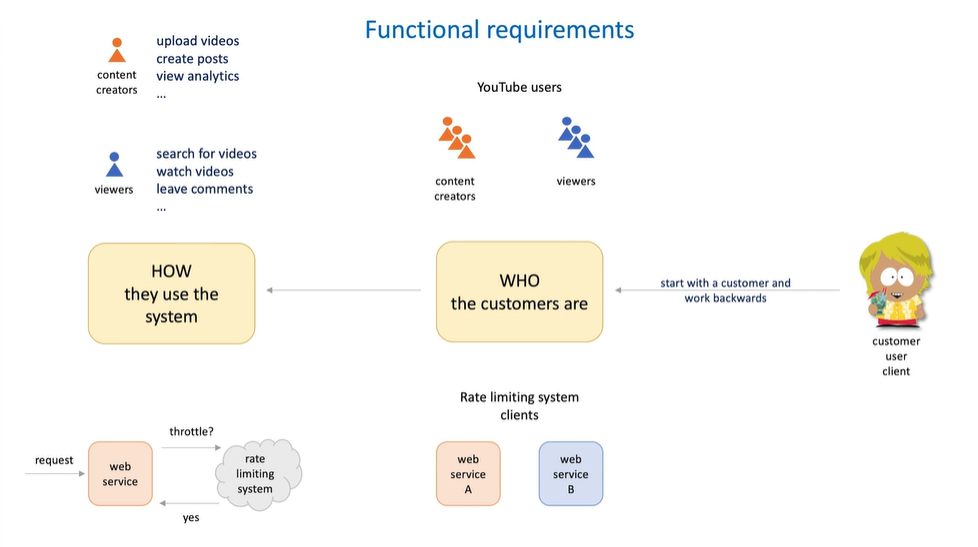 Functional requirements
content
creators
upload videos
create posts
view analytics
...
viewers
search for videos
watch videos
leave comments
...
YouTube users
content
creators
viewers
HOW
they use the
system
WHO
the customers are
start with a customer and
work backwards
customer
user
client
request
web
service
throttle?
rate
limiting
system
yes
Rate limiting system
clients
web
service
A
web
service
B